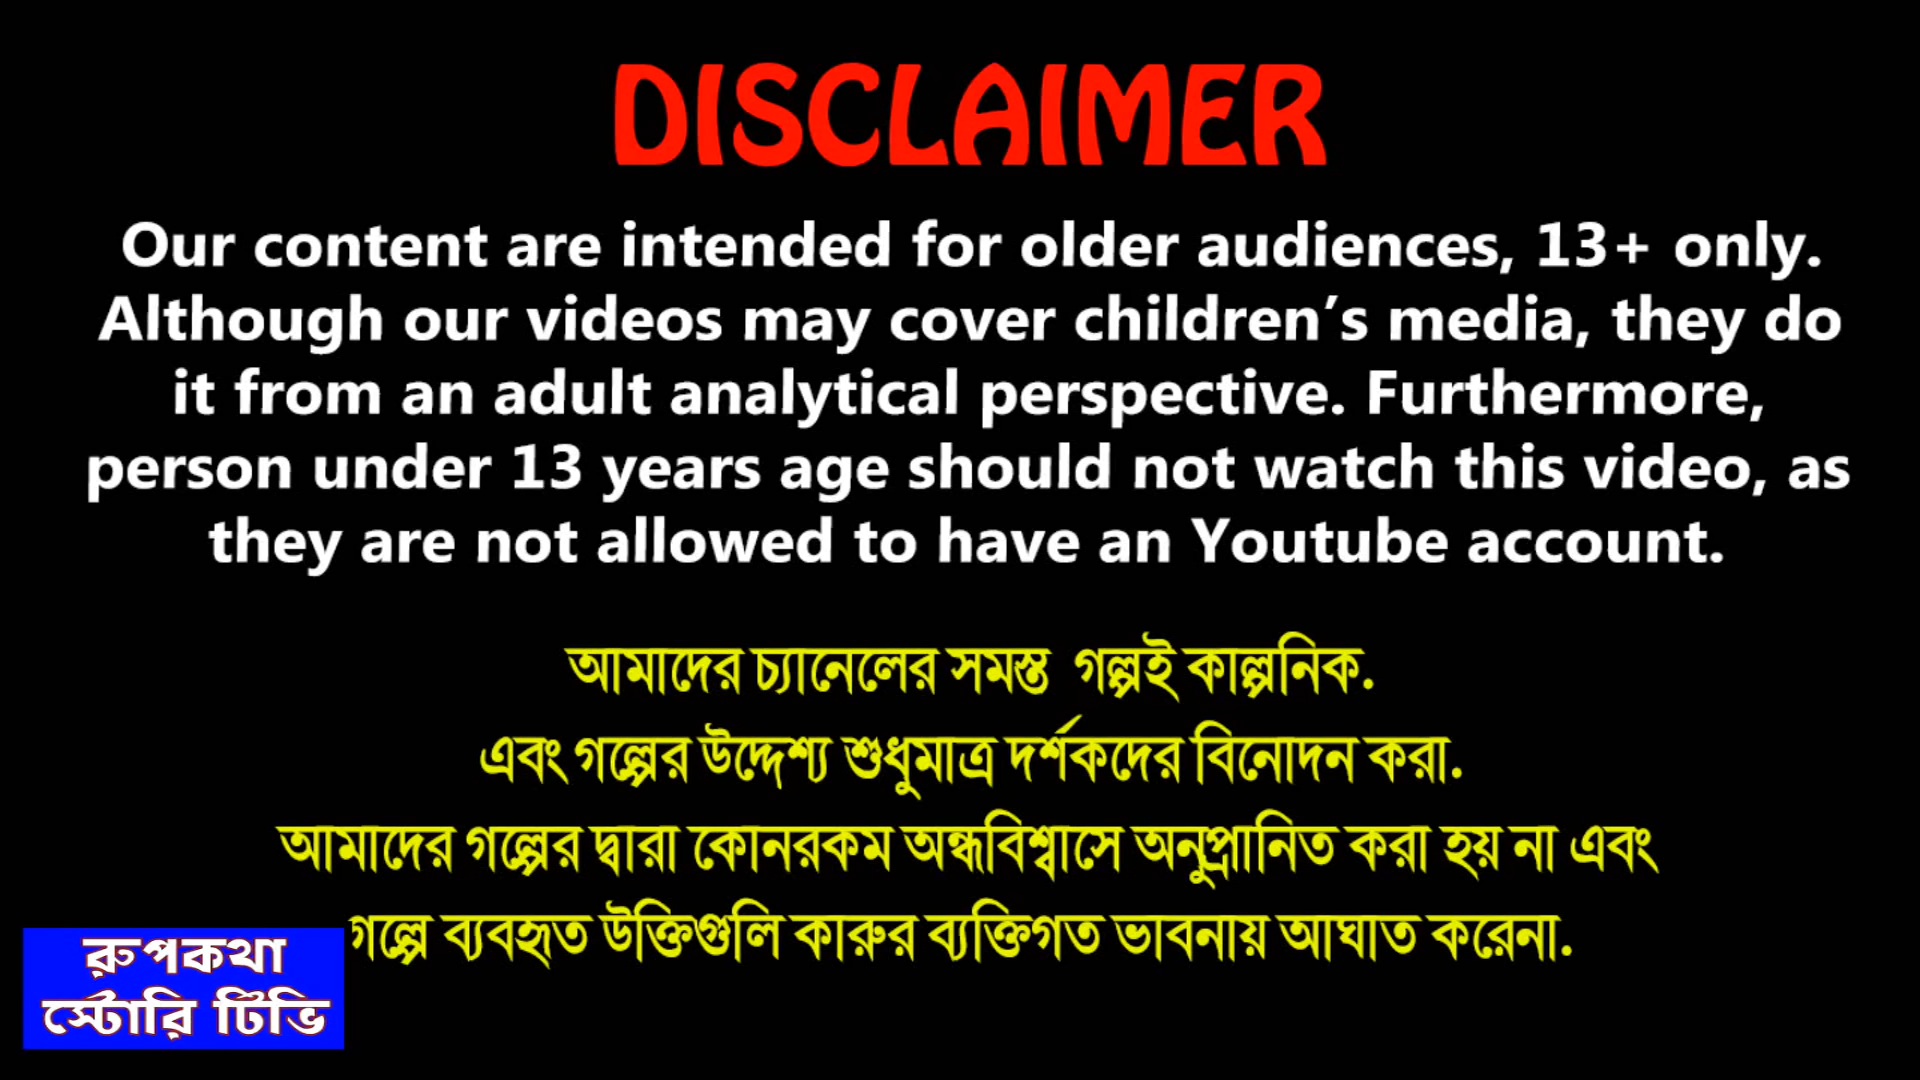 DISCLAIMER
Our content are intended for older audiences, 13+ only.
Although our videos may cover children’s media, they do
it from an adult analytical perspective. Furthermore,
person under 13 years age should not watch this video, as
they are not allowed to have an Youtube account.
আমাদের চ্যানেলের সমস্ত গল্পই কাল্পনিক.
এবং গল্পের উদ্দেশ্য শুধুমাত্র দর্শকদের বিনোদন করা.
আমাদের গল্পের দ্বারা কোনরকম অন্ধবিশ্বাসে অনুপ্রানিত করা হয় না এবং
গল্পে ব্যবহৃত উক্তিগুলি কারুর ব্যক্তিগত ভাবনায় আঘাত করেনা.
রুপকথা
স্টোরি টিভি